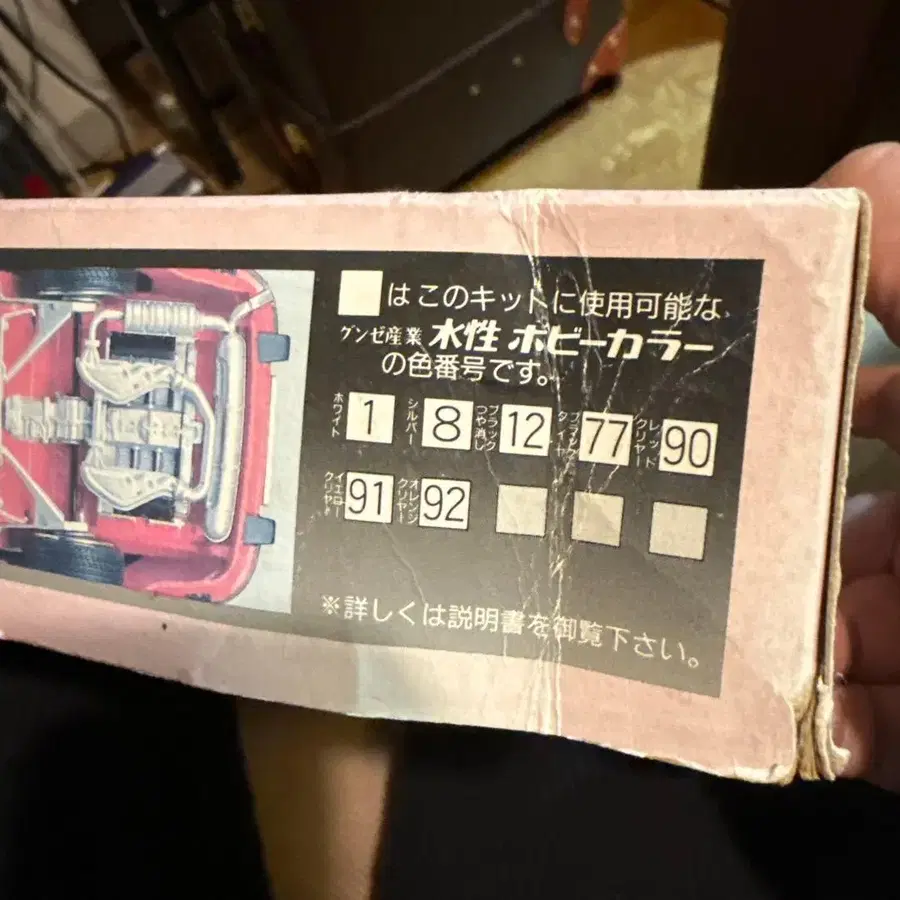 はこのキットに使用可能な
グンゼ産業 水性ホビーカラー
の色番号です。
ホワイト 1 シルバー 8 つや消しブラック 12 タイヤブラック 77 クリヤーレッド 90
クリヤーイエロー 91 クリヤーオレンジ 92
※詳しくは説明書を御覧下さい。